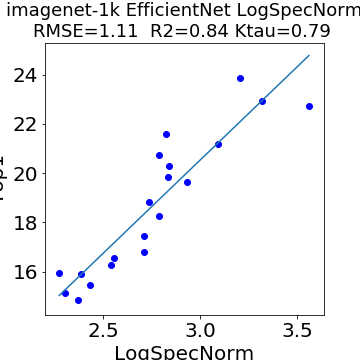 imagenet-1k EfficientNet LogSpecNorm
RMSE=1.11  R2=0.84 Ktau=0.79
24
22
20
18
16
2.5
3.0
3.5
LogSpecNorm